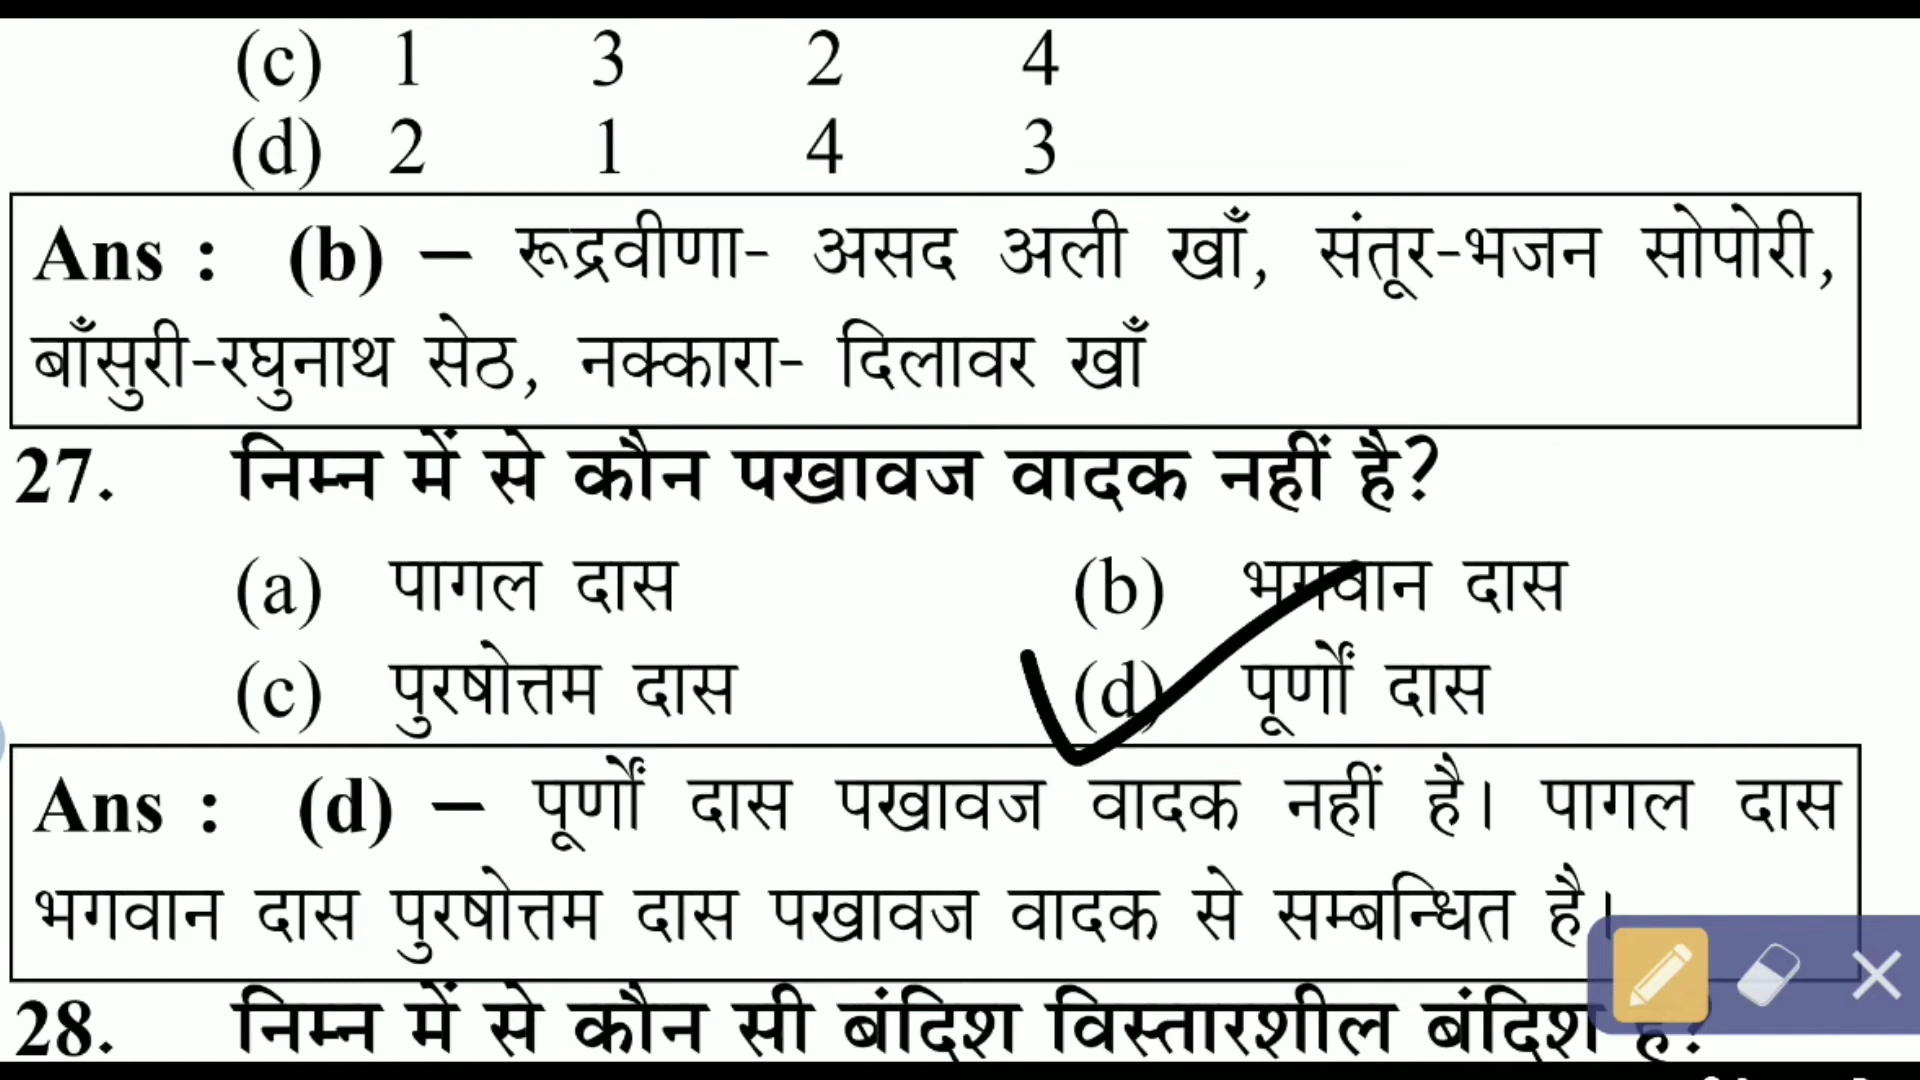 (c) 1 3 2 4
(d) 2 1 4 3
Ans : (b) – रूद्रवीणा- असद अली खाँ, संतूर-भजन सोपोरी,
बाँसुरी-रघुनाथ सेठ, नक्कारा- दिलावर खाँ
27. निम्न में से कौन पखावज वादक नहीं है?
(a) पागल दास (b) भगवान दास
(c) पुरषोत्तम दास (d) पूर्णों दास
Ans : (d) – पूर्णों दास पखावज वादक नहीं है। पागल दास
भगवान दास पुरषोत्तम दास पखावज वादक से सम्बन्धित है।
28. निम्न में से कौन सी बंदिश विस्तारशील बंदिश है?